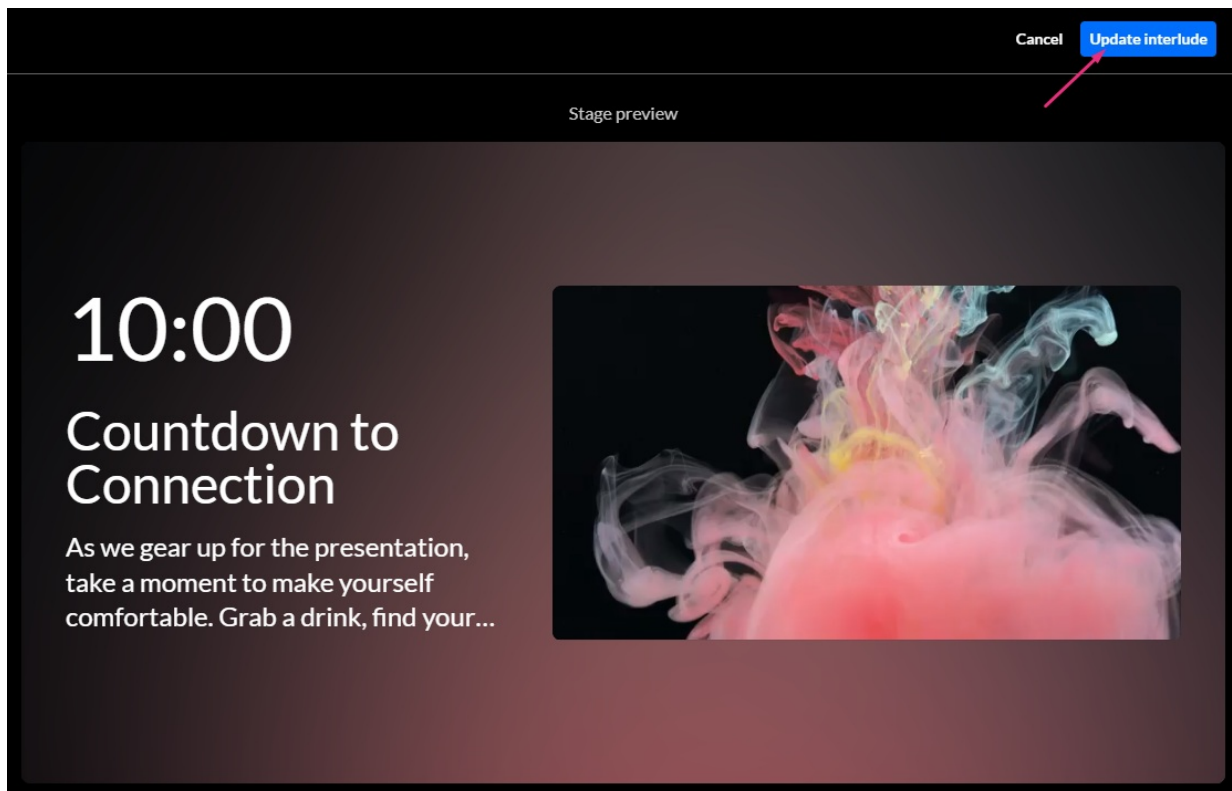 Cancel Update interlude
Stage preview
10:00
Countdown to
Connection
As we gear up for the presentation,
take a moment to make yourself
comfortable. Grab a drink, find your...